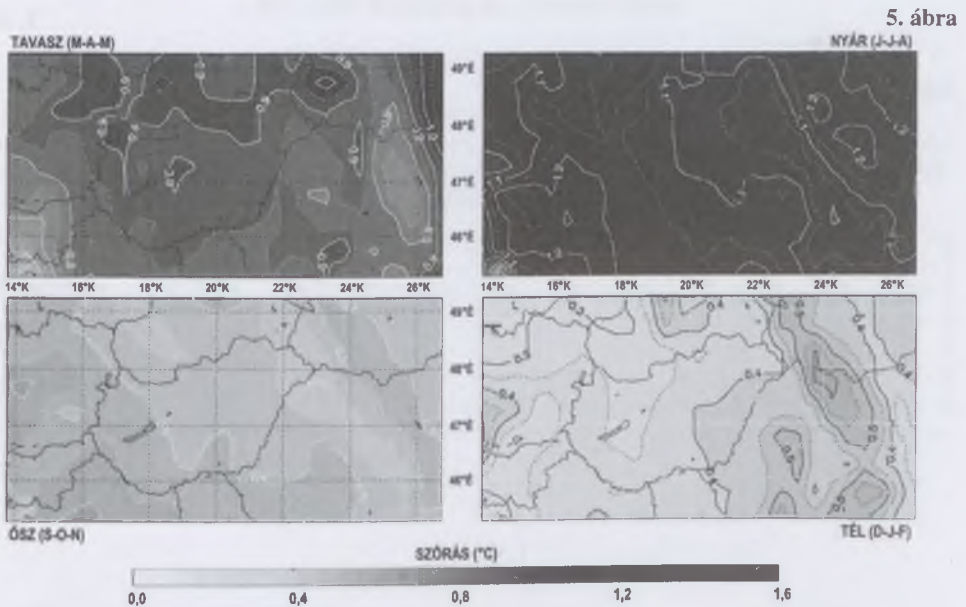 5. ábra
TAVASZ (M-A-M)
NYÁR (J-J-A)
49°E
48°E
47°E
46°E
14°K 16°K 18°K 20°K 22°K 24°K 26°K 14°K 16°K 18°K 20°K 22°K 24°K 26°K
49°E
48°E
47°E
46°E
ŐSZ (S-O-N)
TÉL (D-J-F)
SZÓRÁS (°C)
0,0 0,4 0,8 1,2 1,6